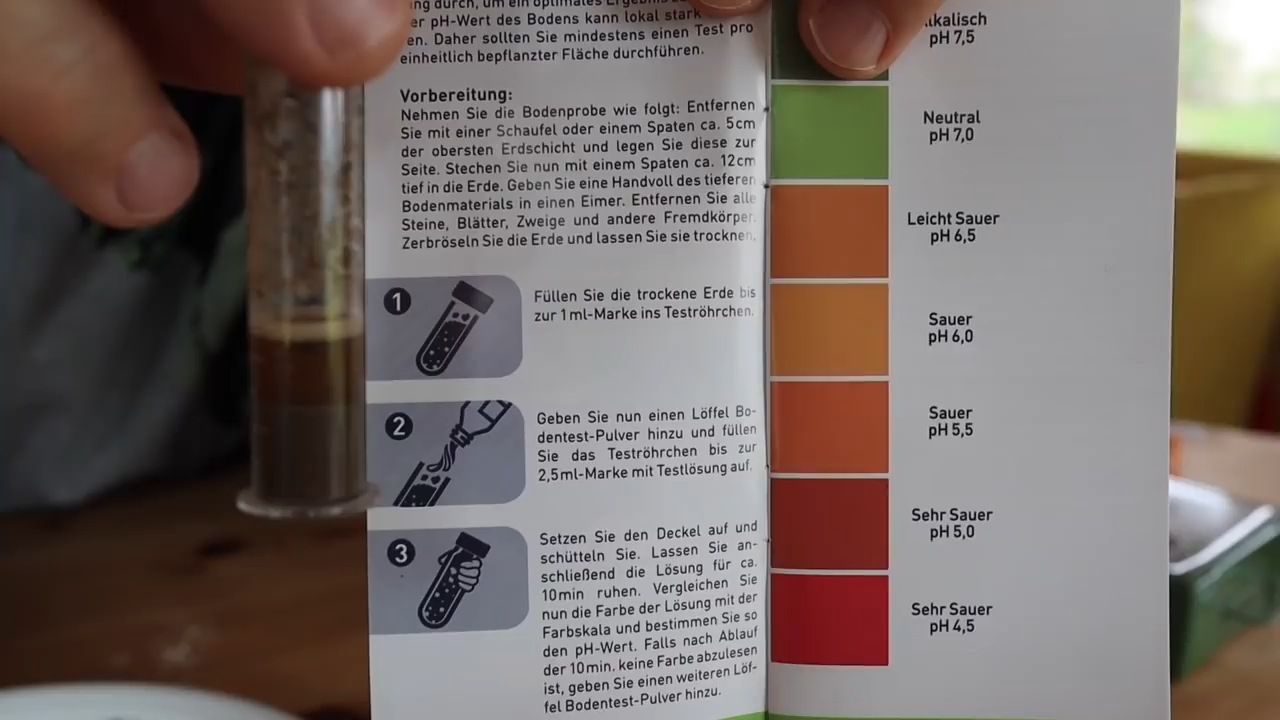 ng durch, um ein optimales
er pH-Wert des Bodens kann lokal stark
en. Daher sollten Sie mindestens einen Test pro
einheitlich bepflanzter Fläche durchführen.
Vorbereitung:
Nehmen Sie die Bodenprobe wie folgt: Entfernen
Sie mit einer Schaufel oder einem Spaten ca. 5cm
der obersten Erdschicht und legen Sie diese zur
Seite. Stechen Sie nun mit einem Spaten ca. 12cm
tief in die Erde. Geben Sie eine Handvoll des tieferen
Bodenmaterials in einen Eimer. Entfernen Sie alle
Steine, Blätter, Zweige und andere Fremdkörper.
Zerbröseln Sie die Erde und lassen Sie sie trocknen.
1
Füllen Sie die trockene Erde bis
zur 1 ml-Marke ins Teströhrchen.
2
Geben Sie nun einen Löffel Bo-
dentest-Pulver hinzu und füllen
Sie das Teströhrchen bis zur
2,5ml-Marke mit Testlösung auf.
3
Setzen Sie den Deckel auf und
schütteln Sie. Lassen Sie an-
schließend die Lösung für ca.
10min ruhen. Vergleichen Sie
nun die Farbe der Lösung mit der
Farbskala und bestimmen Sie so
den pH-Wert. Falls nach Ablauf
der 10min. keine Farbe abzulesen
ist, geben Sie einen weiteren Löf-
fel Bodentest-Pulver hinzu.
lkalisch
pH 7,5
Neutral
pH 7,0
Leicht Sauer
pH 6,5
Sauer
pH 6,0
Sauer
pH 5,5
Sehr Sauer
pH 5,0
Sehr Sauer
pH 4,5